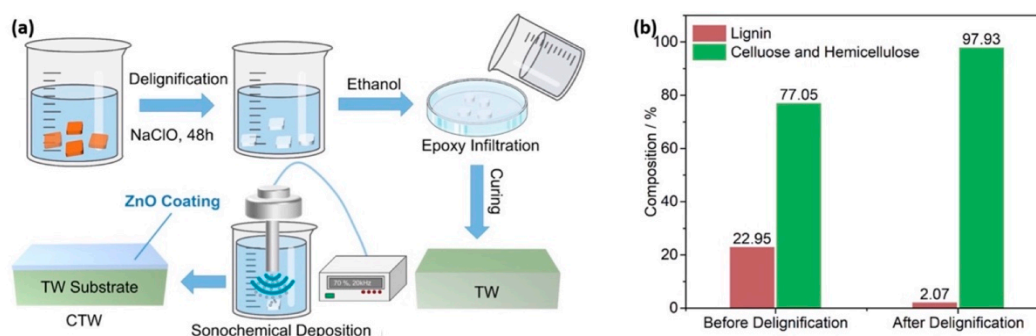 (a)
Delignification
NaClO, 48h
Ethanol
Epoxy Infiltration
Curing
ZnO Coating
TW Substrate
CTW
70 %, 20kHz
Sonochemical Deposition
TW
(b)
Lignin
Celluose and Hemicellulose
Composition / %
100
80
60
40
20
0
22.95
77.05
2.07
97.93
Before Delignification
After Delignification